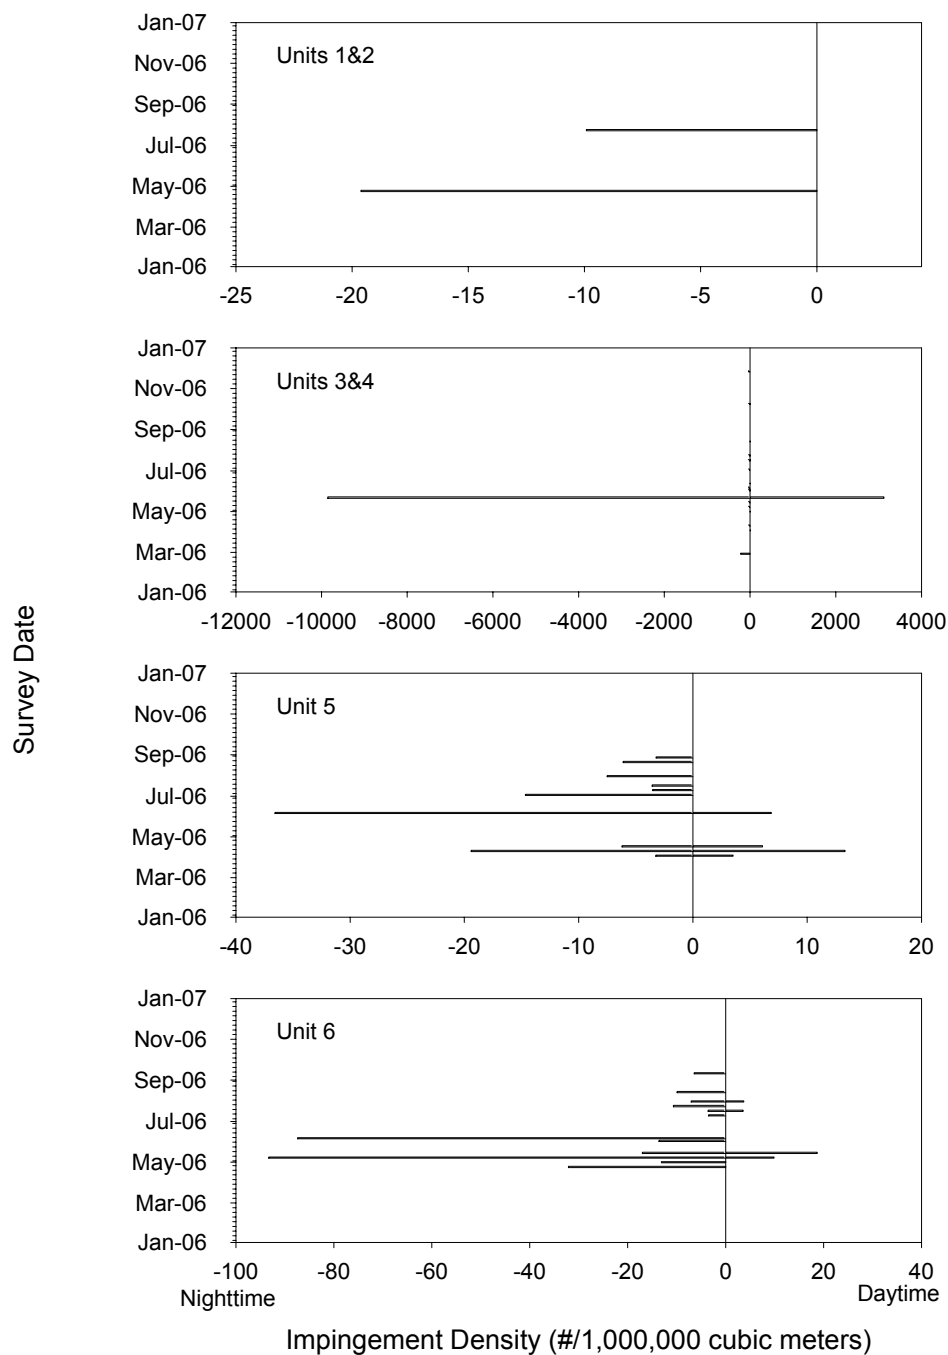 Survey Date
Jan-07
Units 1&2
Nov-06
Sep-06
Jul-06
May-06
Mar-06
Jan-06
-25 -20 -15 -10 -5 0
Jan-07
Units 3&4
Nov-06
Sep-06
Jul-06
May-06
Mar-06
Jan-06
-12000 -10000 -8000 -6000 -4000 -2000 0 2000 4000
Jan-07
Unit 5
Nov-06
Sep-06
Jul-06
May-06
Mar-06
Jan-06
-40 -30 -20 -10 0 10 20
Jan-07
Unit 6
Nov-06
Sep-06
Jul-06
May-06
Mar-06
Jan-06
-100 -80 -60 -40 -20 0 20 40
Nighttime Daytime
Impingement Density (#/1,000,000 cubic meters)